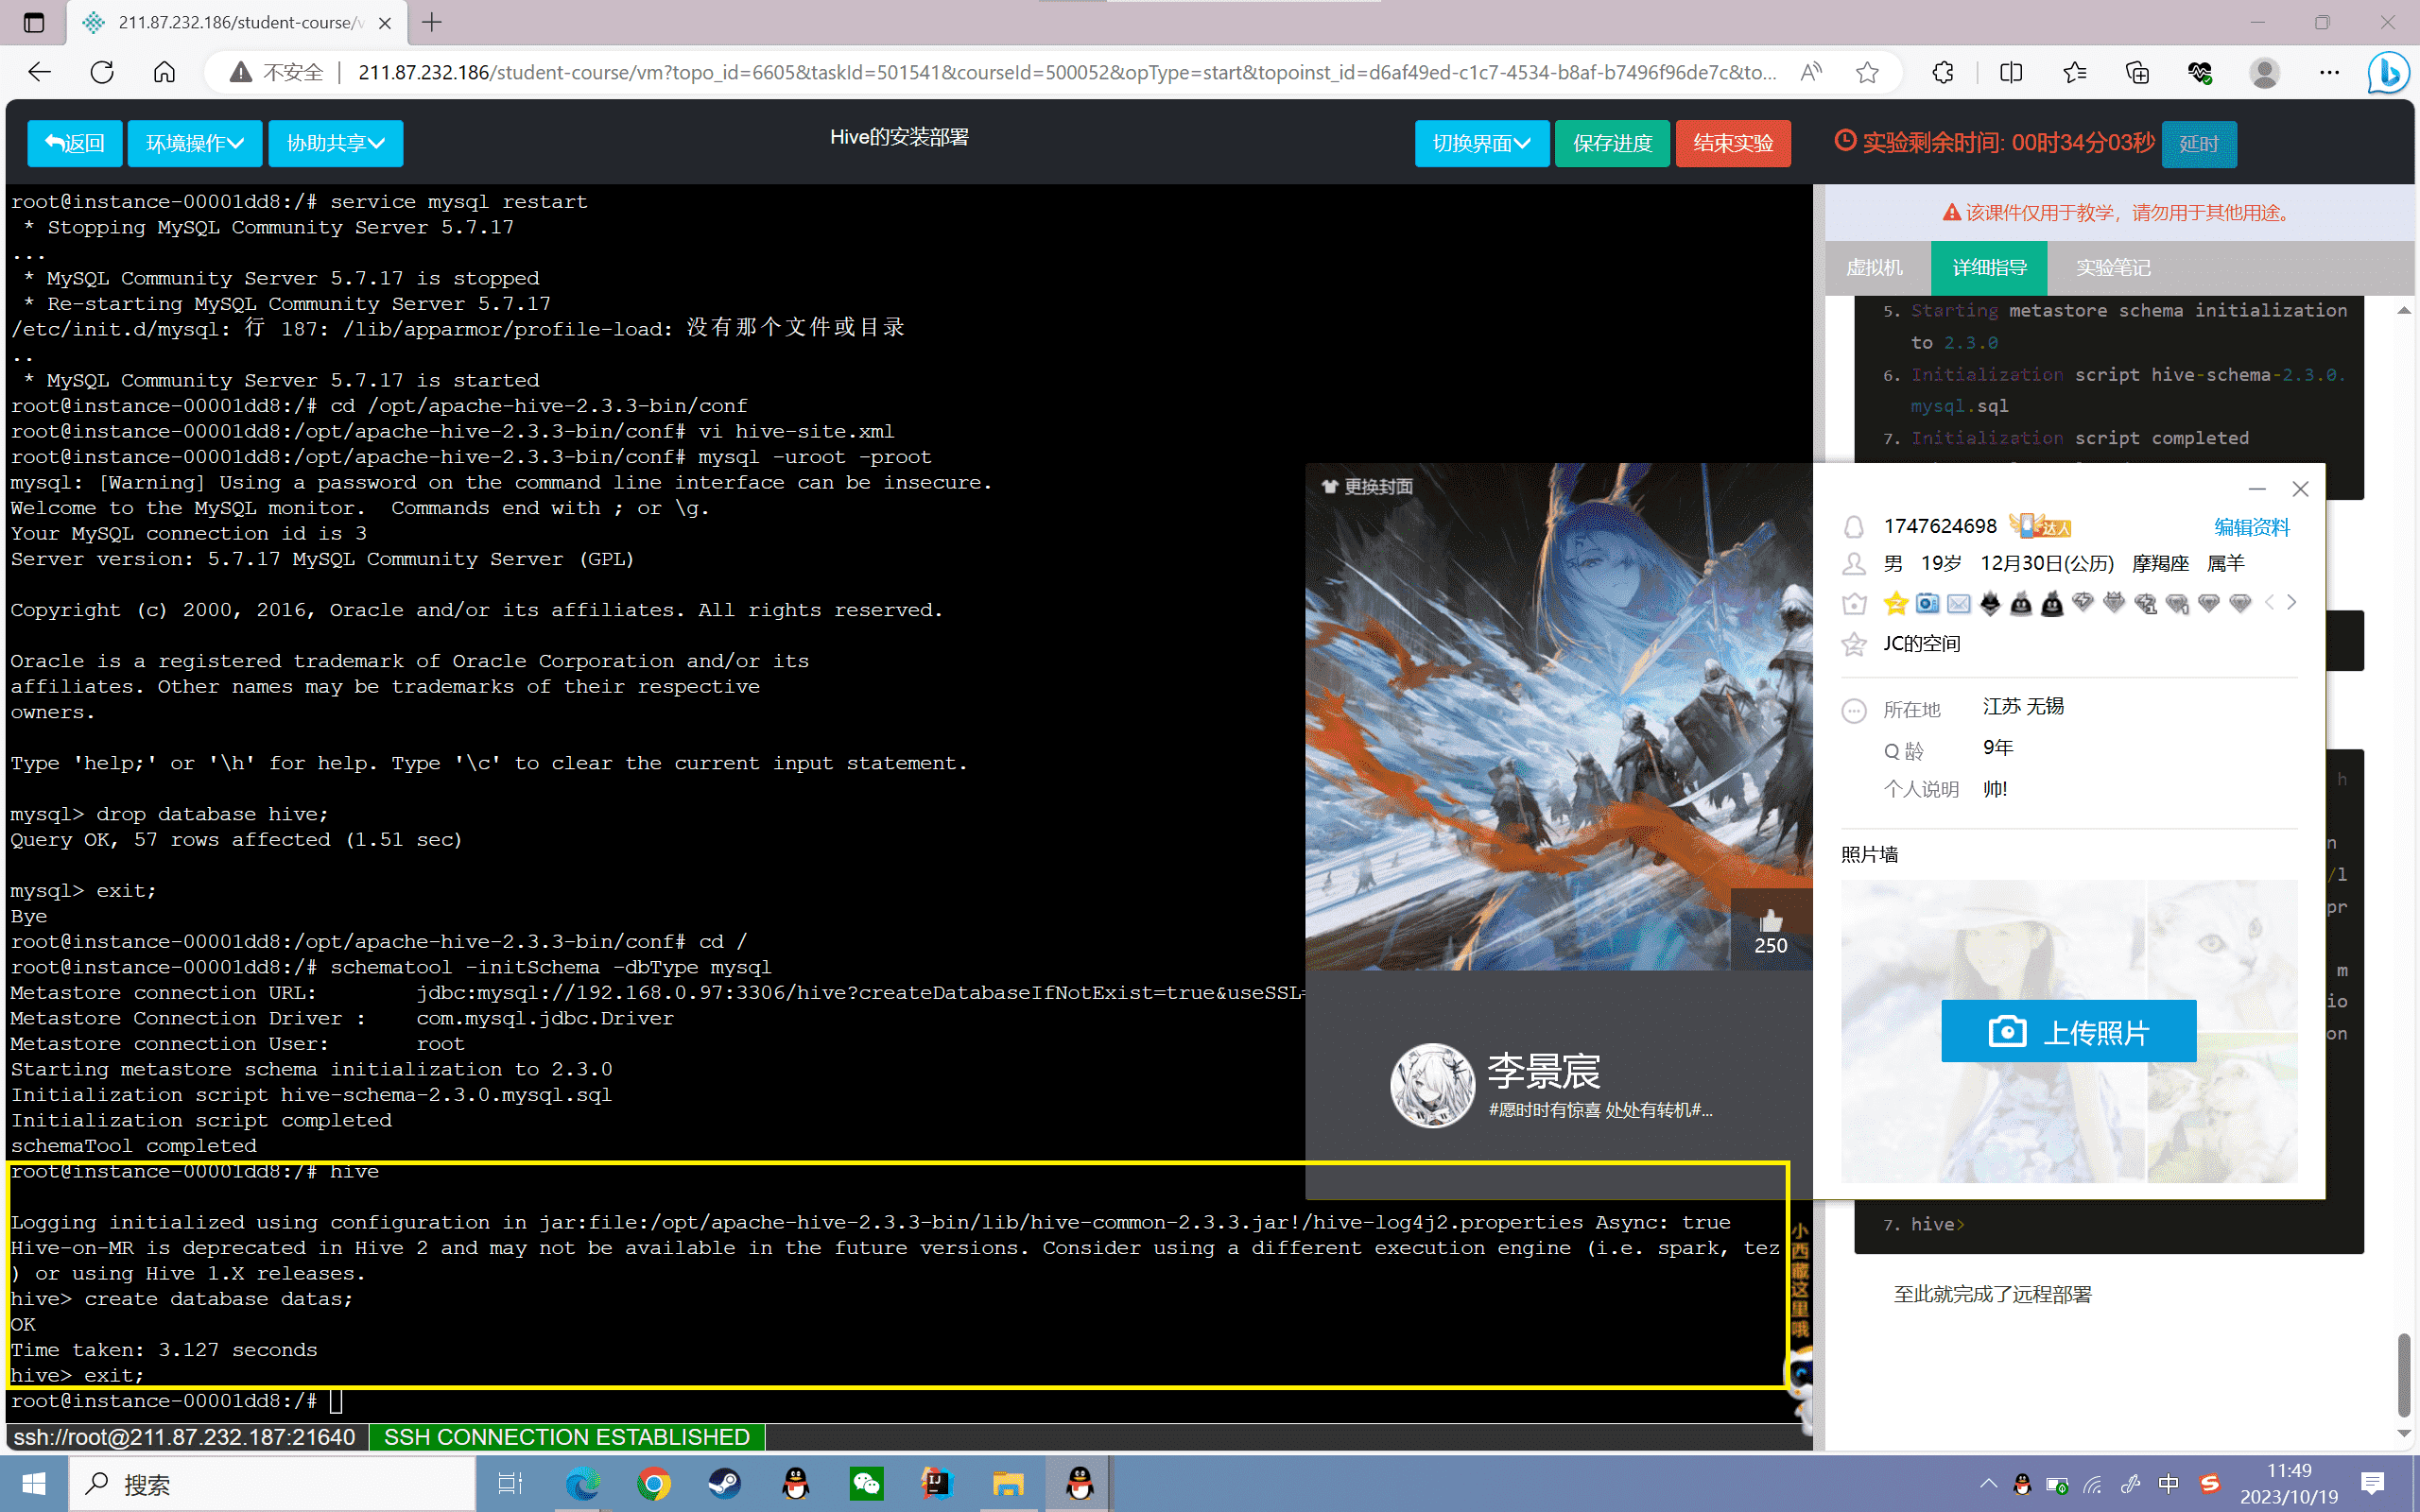 211.87.232.186/student-course/v
不安全
211.87.232.186/student-course/vm?topo_id=6605&taskId=501541&courseId=500052&opType=start&topoinst_id=d6af49ed-c1c7-4534-b8af-b7496f96de7c&to...
返回
环境操作
协助共享
Hive的安装部署
切换界面
保存进度
结束实验
实验剩余时间: 00时34分03秒
延时
root@instance-00001dd8:/# service mysql restart
 * Stopping MySQL Community Server 5.7.17
...
 * MySQL Community Server 5.7.17 is stopped
 * Re-starting MySQL Community Server 5.7.17
/etc/init.d/mysql: 行 187: /lib/apparmor/profile-load: 没有那个文件或目录
..
 * MySQL Community Server 5.7.17 is started
root@instance-00001dd8:/# cd /opt/apache-hive-2.3.3-bin/conf
root@instance-00001dd8:/opt/apache-hive-2.3.3-bin/conf# vi hive-site.xml
root@instance-00001dd8:/opt/apache-hive-2.3.3-bin/conf# mysql -uroot -proot
mysql: [Warning] Using a password on the command line interface can be insecure.
Welcome to the MySQL monitor.  Commands end with ; or \g.
Your MySQL connection id is 3
Server version: 5.7.17 MySQL Community Server (GPL)
Copyright (c) 2000, 2016, Oracle and/or its affiliates. All rights reserved.
Oracle is a registered trademark of Oracle Corporation and/or its
affiliates. Other names may be trademarks of their respective
owners.
Type 'help;' or '\h' for help. Type '\c' to clear the current input statement.
mysql> drop database hive;
Query OK, 57 rows affected (1.51 sec)
mysql> exit;
Bye
root@instance-00001dd8:/opt/apache-hive-2.3.3-bin/conf# cd /
root@instance-00001dd8:/# schematool -initSchema -dbType mysql
Metastore connection URL:        jdbc:mysql://192.168.0.97:3306/hive?createDatabaseIfNotExist=true&useSSL=
Metastore Connection Driver :    com.mysql.jdbc.Driver
Metastore connection User:       root
Starting metastore schema initialization to 2.3.0
Initialization script hive-schema-2.3.0.mysql.sql
Initialization script completed
schemaTool completed
root@instance-00001dd8:/# hive
Logging initialized using configuration in jar:file:/opt/apache-hive-2.3.3-bin/lib/hive-common-2.3.3.jar!/hive-log4j2.properties Async: true
Hive-on-MR is deprecated in Hive 2 and may not be available in the future versions. Consider using a different execution engine (i.e. spark, tez
) or using Hive 1.X releases.
hive> create database datas;
OK
Time taken: 3.127 seconds
hive> exit;
root@instance-00001dd8:/#
ssh://root@211.87.232.187:21640
SSH CONNECTION ESTABLISHED
小西藏这里哦
该课件仅用于教学，请勿用于其他用途。
虚拟机
详细指导
实验笔记
5. Starting metastore schema initialization
to 2.3.0
6. Initialization script hive-schema-2.3.0.
mysql.sql
7. Initialization script completed
更换封面
250
李景宸
#愿时时有惊喜 处处有转机#...
1747624698
达人
编辑资料
男 19岁 12月30日(公历) 摩羯座 属羊
JC的空间
所在地 江苏 无锡
Q 龄 9年
个人说明 帅!
照片墙
上传照片
h
n
/l
pr
m
io
on
7. hive>
至此就完成了远程部署
搜索
中
11:49
2023/10/19